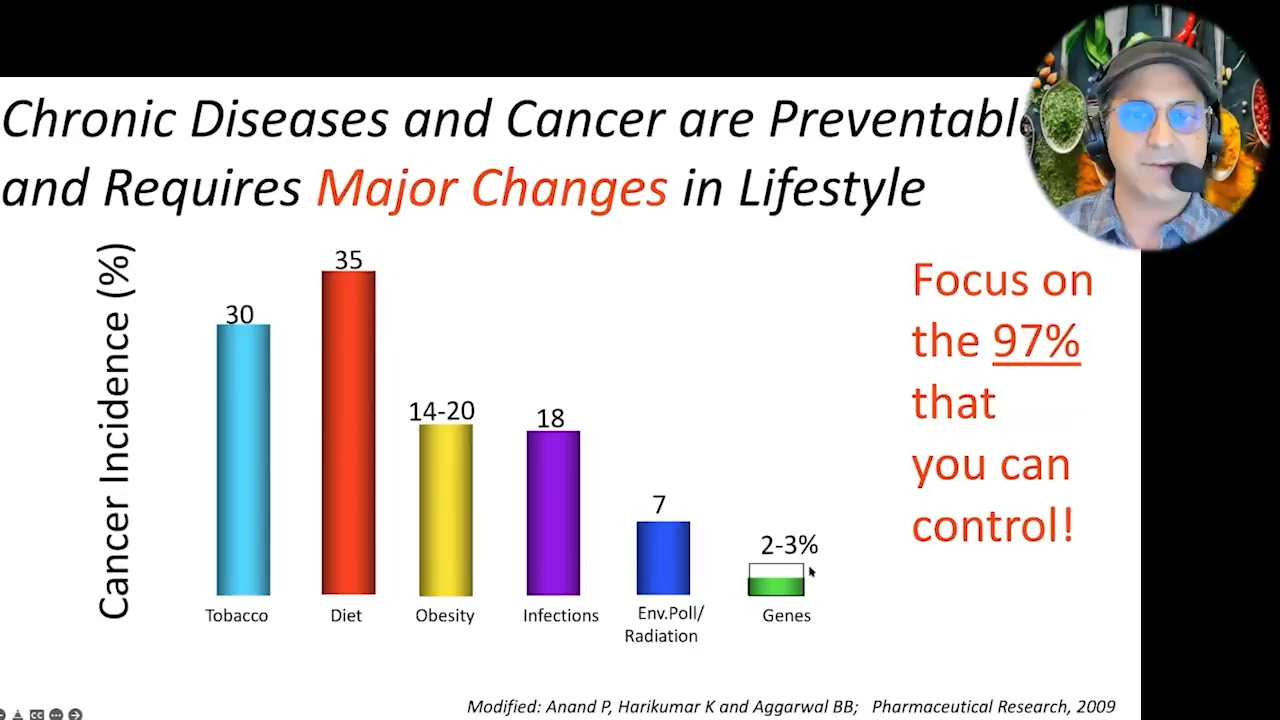 Chronic Diseases and Cancer are Preventabl
and Requires Major Changes in Lifestyle
Cancer Incidence (%)
30
35
14-20
18
7
2-3%
Tobacco
Diet
Obesity
Infections
Env.Poll/
Radiation
Genes
Focus on
the 97%
that
you can
control!
Modified: Anand P, Harikumar K and Aggarwal BB; Pharmaceutical Research, 2009